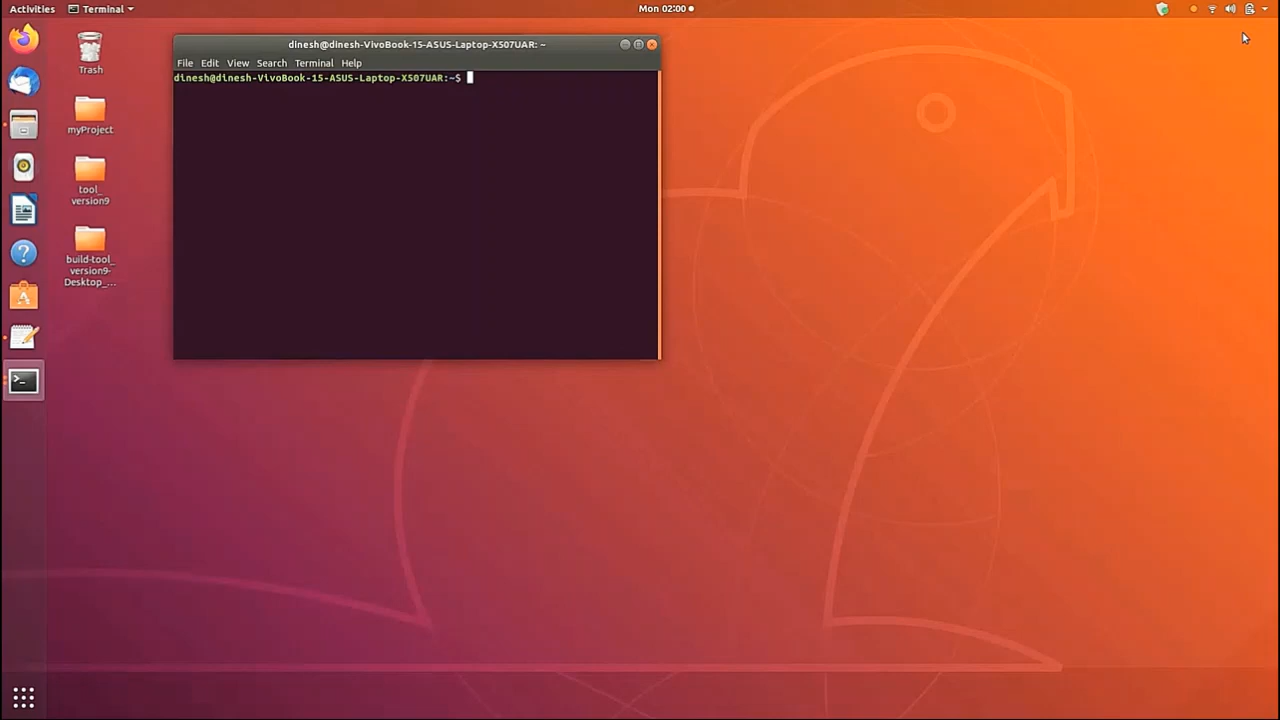 Activities
Terminal
Mon 02:00
Trash
myProject
tool_
version9
build-tool_
version9-
Desktop_...
dinesh@dinesh-VivoBook-15-ASUS-Laptop-X507UAR: ~
File Edit View Search Terminal Help
dinesh@dinesh-VivoBook-15-ASUS-Laptop-X507UAR:~$